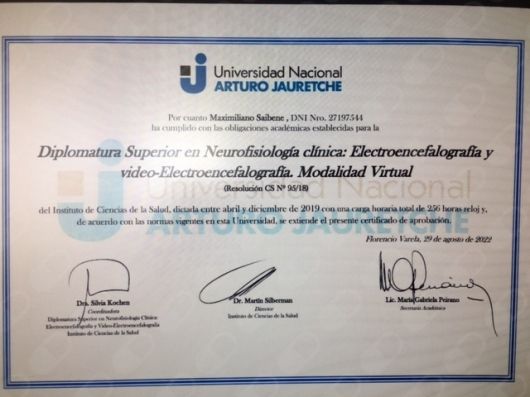 Universidad Nacional
ARTURO JAURETCHE
Por cuanto Maximiliano Saibene , DNI Nro. 27197544
ha cumplido con las obligaciones académicas establecidas para la
Diplomatura Superior en Neurofisiología clínica: Electroencefalografía y
video-Electroencefalografía. Modalidad Virtual
(Resolución CS Nº 95/18)
del Instituto de Ciencias de la Salud, dictada entre abril y diciembre de 2019 con una carga horaria total de 256 horas reloj y,
de acuerdo con las normas vigentes en esta Universidad, se extiende el presente certificado de aprobación.
Florencio Varela, 29 de agosto de 2022
Dra. Silvia Kochen
Coordinadora
Diplomatura Superior en Neurofisiología Clínica:
Electroencefalografía y Video-Electroencefalografía
Instituto de Ciencias de la Salud
Dr. Martín Silberman
Director
Instituto de Ciencias de la Salud
Lic. María Gabriela Peirano
Secretaria Académica
Universidad Nacional
ARTURO JAURETCHE